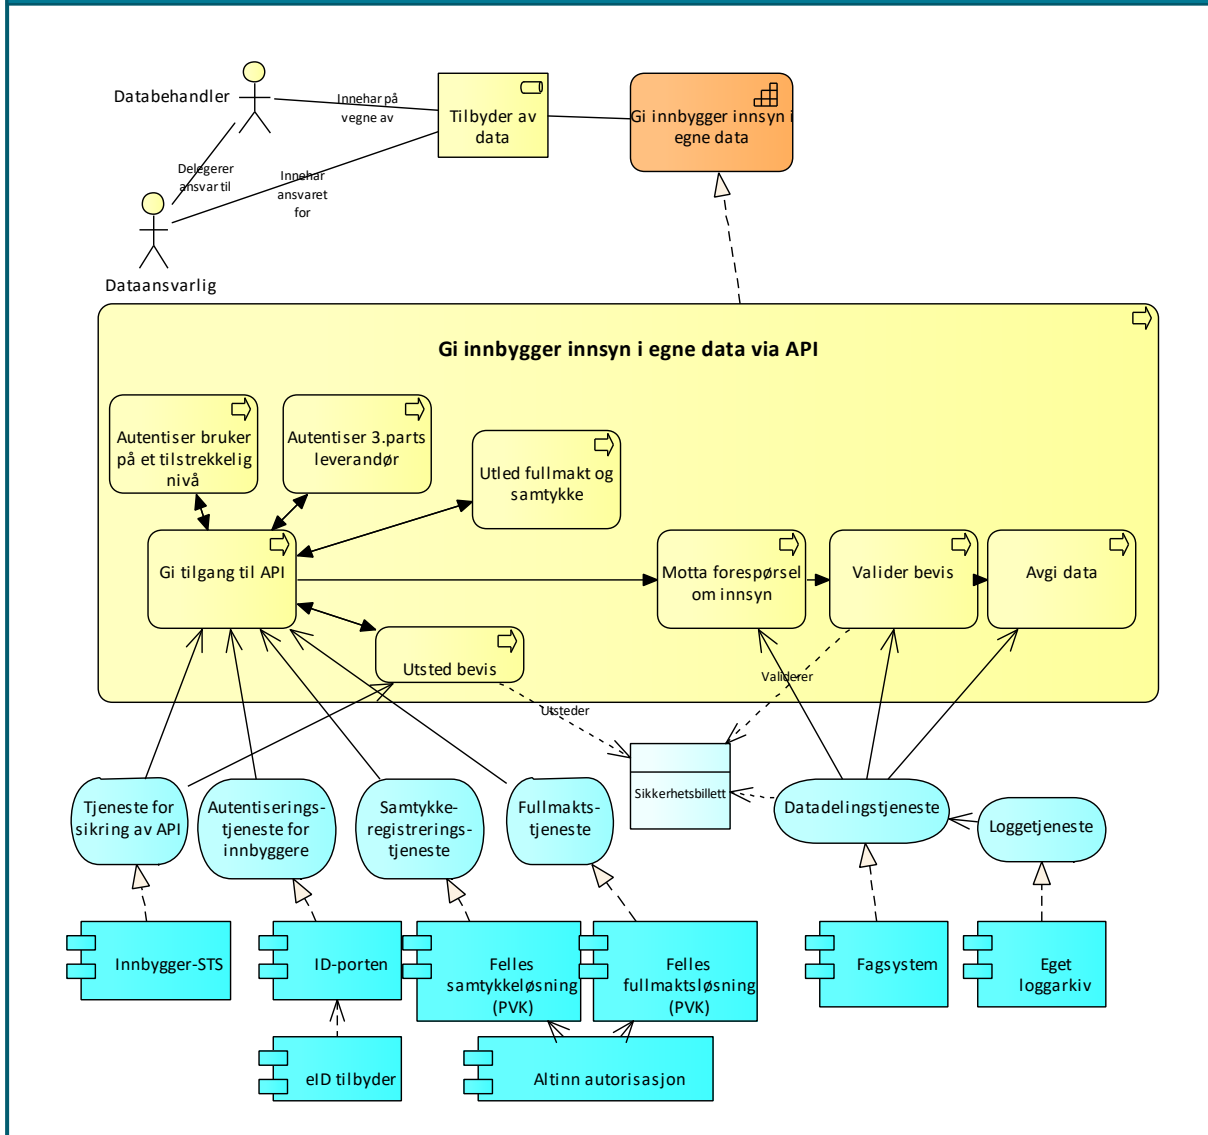 Databehandler
Innehar på
vegne av
Tilbyder av
data
Gi innbygger innsyn i
egne data
Delegerer
ansvar til
Innehar
ansvaret
for
Dataansvarlig
Gi innbygger innsyn i egne data via API
Autentiser bruker
på et tilstrekkelig
nivå
Autentiser 3.parts
leverandør
Utled fullmakt og
samtykke
Gi tilgang til API
Motta forespørsel
om innsyn
Valider bevis
Avgi data
Utsted bevis
Validerer
Utsteder
Sikkerhetsbillett
Tjeneste for
sikring av API
Autentiserings-
tjeneste for
innbyggere
Samtykke-
registrerings-
tjeneste
Fullmakts-
tjeneste
Datadelingstjeneste
Loggetjeneste
Innbygger-STS
ID-porten
Felles
samtykkeløsning
(PVK)
Felles
fullmaktsløsning
(PVK)
Fagsystem
Eget
loggarkiv
eID tilbyder
Altinn autorisasjon